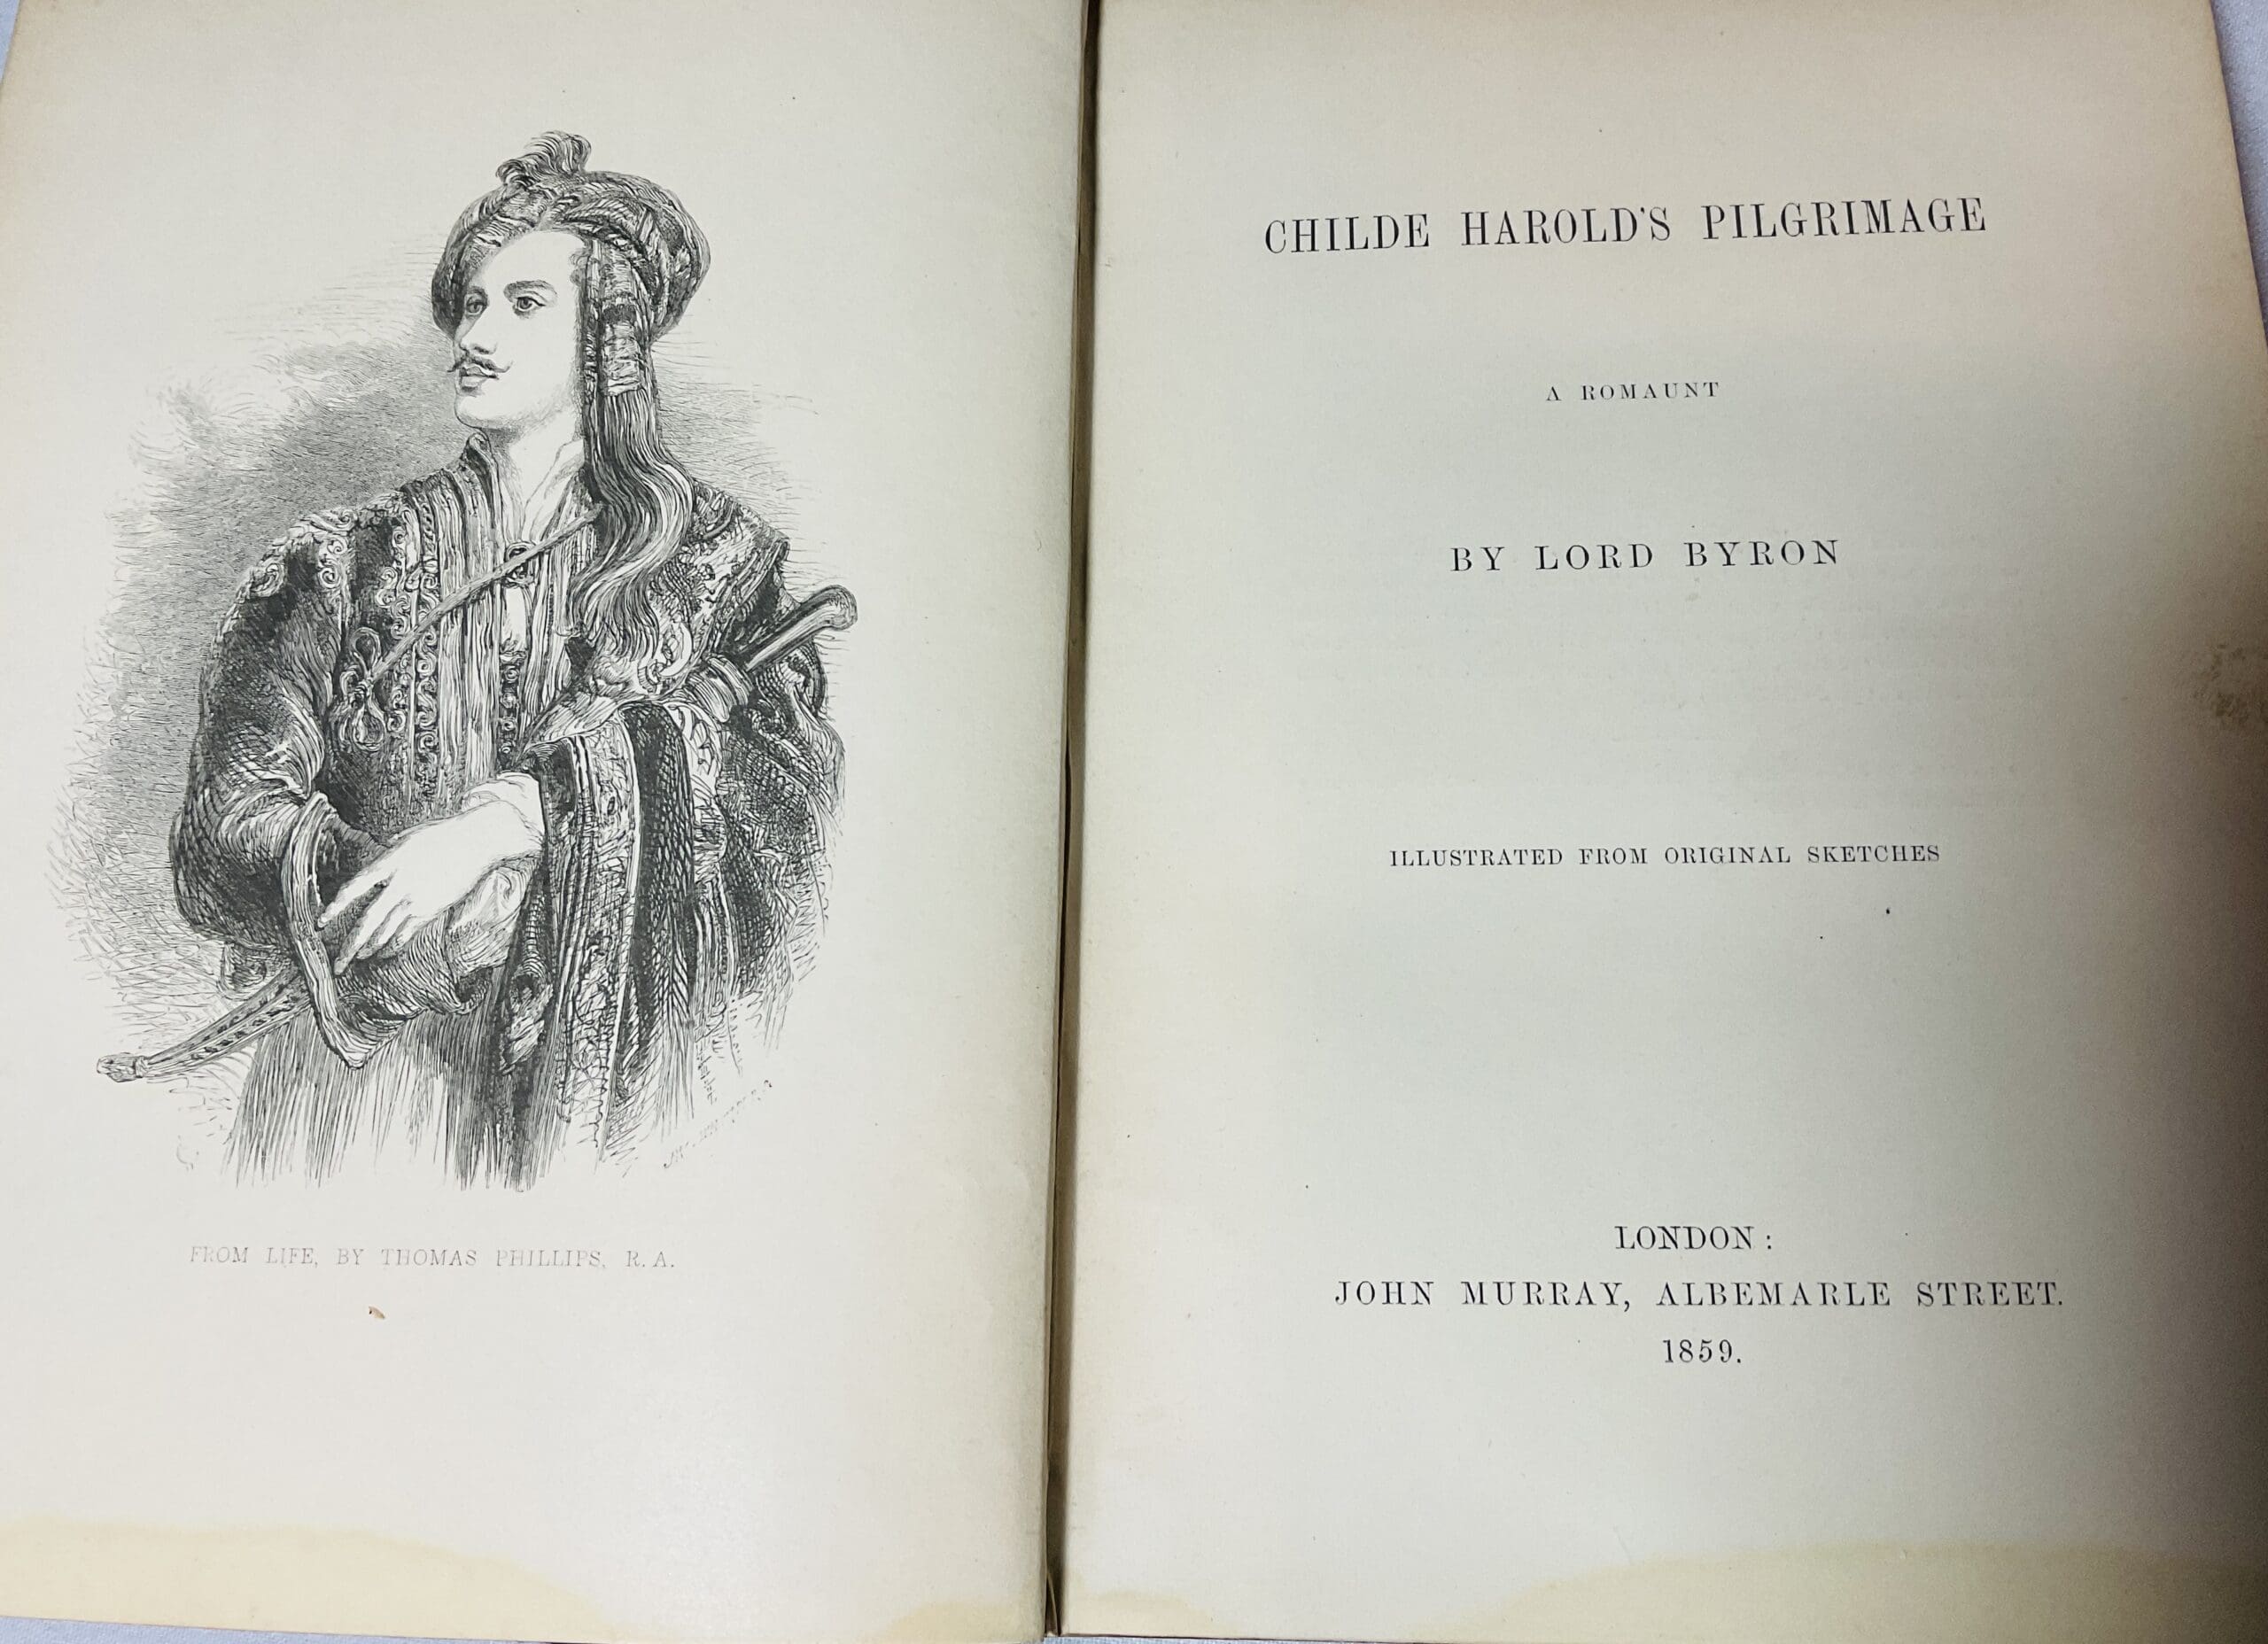 FROM LIFE, BY THOMAS PHILLIPS, R. A.
CHILDE HAROLD'S PILGRIMAGE
A ROMAUNT
BY LORD BYRON
ILLUSTRATED FROM ORIGINAL SKETCHES
LONDON:
JOHN MURRAY, ALBEMARLE STREET.
1859.